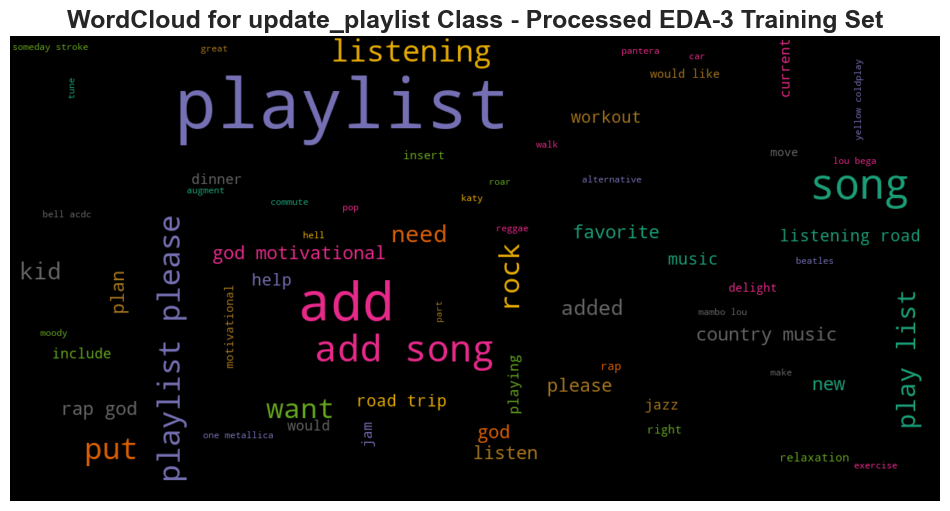 WordCloud for update_playlist Class - Processed EDA-3 Training Set
someday stroke
great
listening
pantera
car
current
tune
playlist
would like
yellow coldplay
workout
walk
insert
move
lou bega
dinner
augment
roar
alternative
song
commute
katy
pop
bell acdc
hell
need
reggae
favorite
listening road
god motivational
rock
music
beatles
kid
plan
playlist please
help
delight
motivational
add
part
added
mambo lou
play list
moody
include
add song
country music
playing
rap
make
please
new
rap god
want
road trip
jazz
one metallica
would
jam
god
right
put
listen
relaxation
exercise